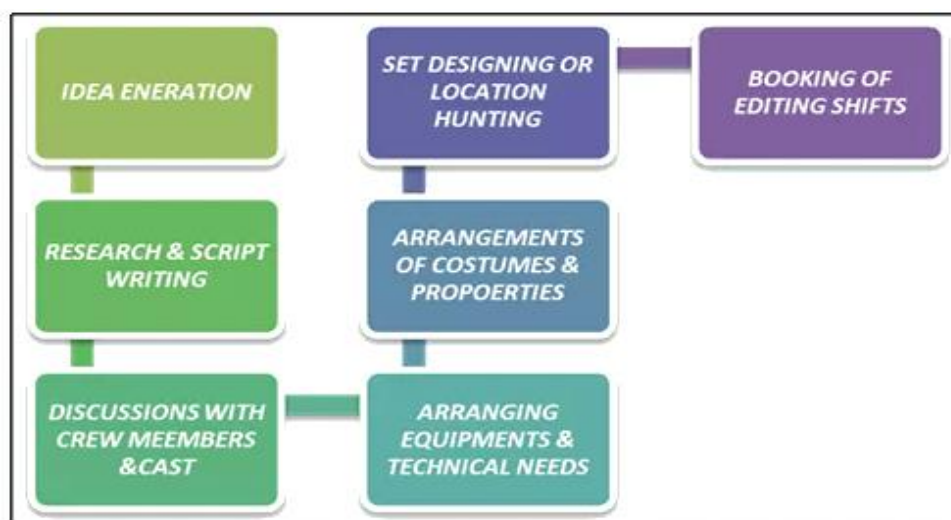 IDEA ENERATION
RESEARCH & SCRIPT
WRITING
DISCUSSIONS WITH
CREW MEEMBERS
&CAST
ARRANGING
EQUIPMENTS &
TECHNICAL NEEDS
ARRANGEMENTS
OF COSTUMES &
PROPOERTIES
SET DESIGNING OR
LOCATION
HUNTING
BOOKING OF
EDITING SHIFTS